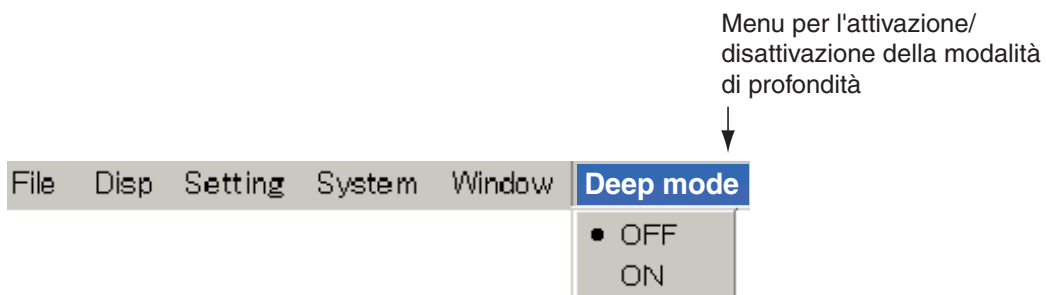 Menu per l'attivazione/
disattivazione della modalità
di profondità
File Disp Setting System Window Deep mode
• OFF
ON